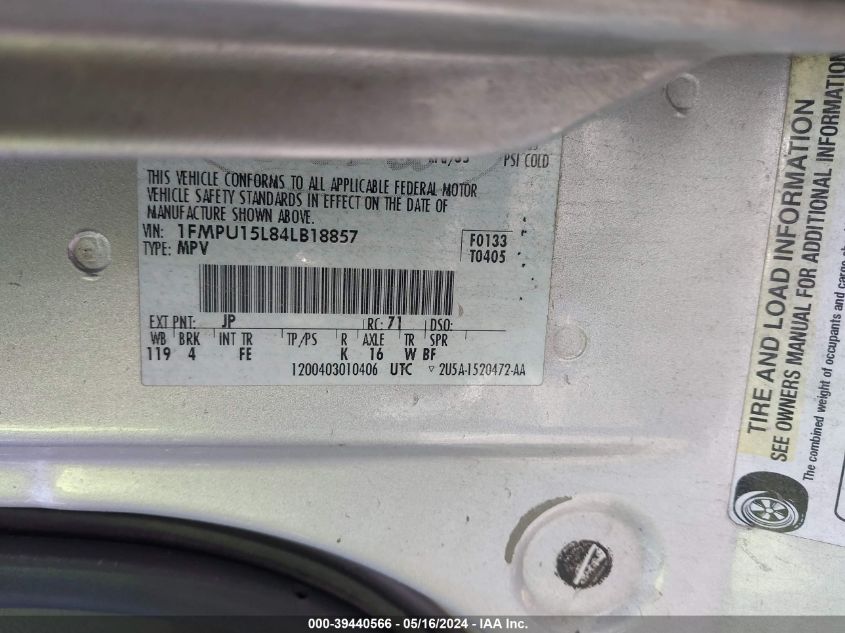 PSI COLD
THIS VEHICLE CONFORMS TO ALL APPLICABLE FEDERAL MOTOR
VEHICLE SAFETY STANDARDS IN EFFECT ON THE DATE OF
MANUFACTURE SHOWN ABOVE.
VIN: 1FMPU15L84LB18857
TYPE: MPV
F0133
T0405
EXT PNT: JP RC: 71 DSO:
WB BRK INT TR TP/PS R AXLE TR SPR
119 4 FE K 16 W BF
1200403010406 UTC ▽ 2U5A-1520472-AA
TIRE AND LOAD INFORMATION
SEE OWNERS MANUAL FOR ADDITIONAL INFORMATION
The combined weight of occupants and cargo
000-39440566 - 05/16/2024 - IAA Inc.